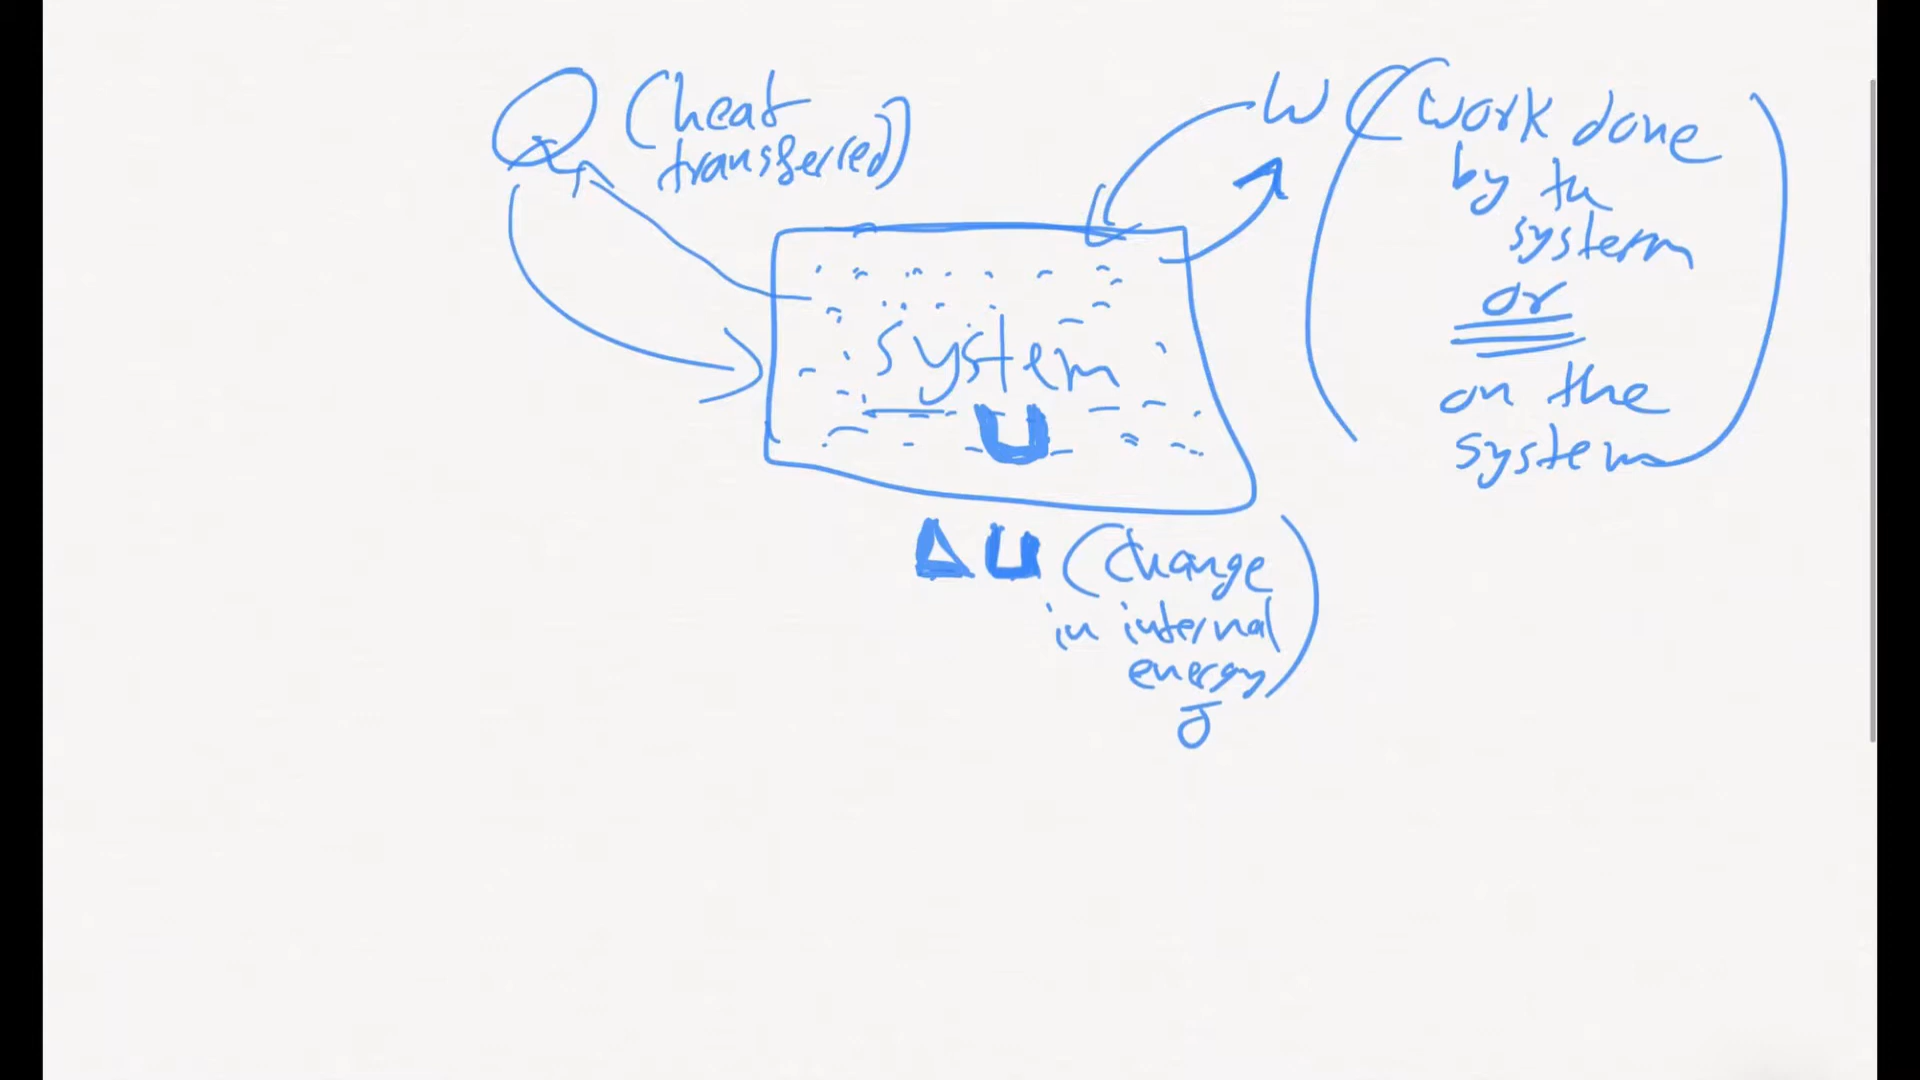 Q (heat
transferred)
W (work done
by the
system
or
on the
system)
system
U
ΔU (change
in internal
energy)
J